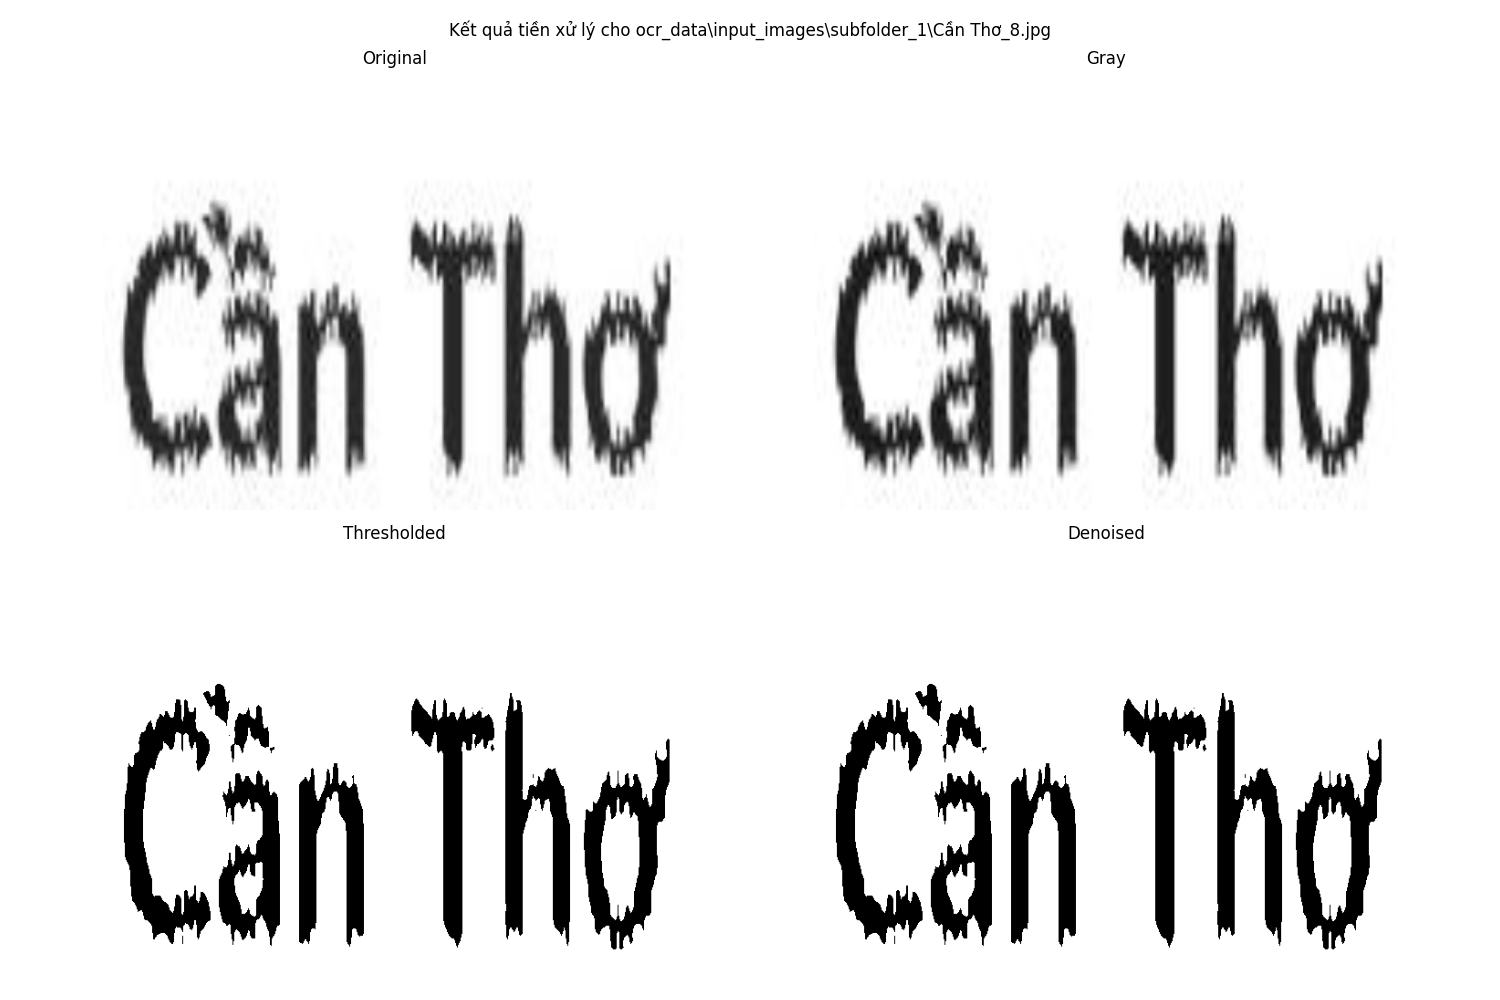 Kết quả tiền xử lý cho ocr_data\input_images\subfolder_1\Cần Thơ_8.jpg
Original
Gray
Cần Thơ
Cần Thơ
Thresholded
Denoised
Cần Thơ
Cần Thơ